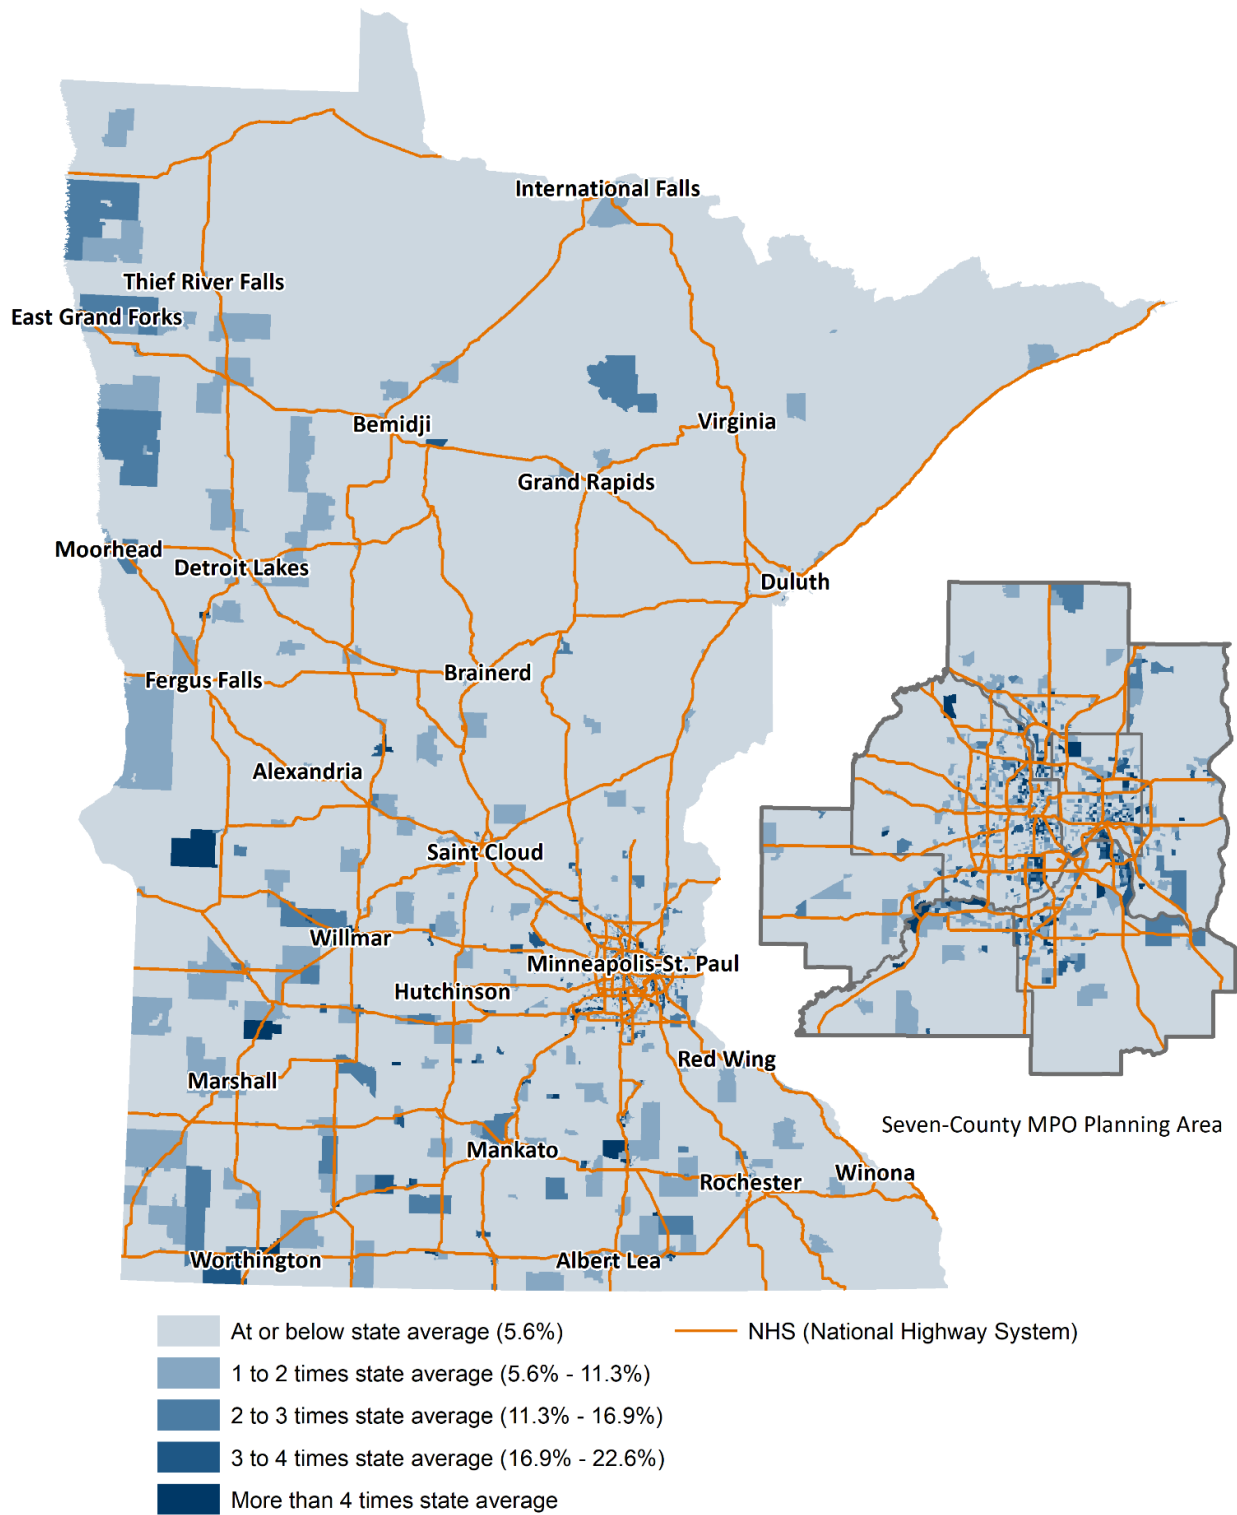 International Falls
Thief River Falls
East Grand Forks
Bemidji
Virginia
Grand Rapids
Moorhead
Detroit Lakes
Duluth
Brainerd
Fergus Falls
Alexandria
Saint Cloud
Willmar
Minneapolis-St. Paul
Hutchinson
Red Wing
Marshall
Seven-County MPO Planning Area
Mankato
Winona
Rochester
Worthington
Albert Lea
At or below state average (5.6%)
NHS (National Highway System)
1 to 2 times state average (5.6% - 11.3%)
2 to 3 times state average (11.3% - 16.9%)
3 to 4 times state average (16.9% - 22.6%)
More than 4 times state average